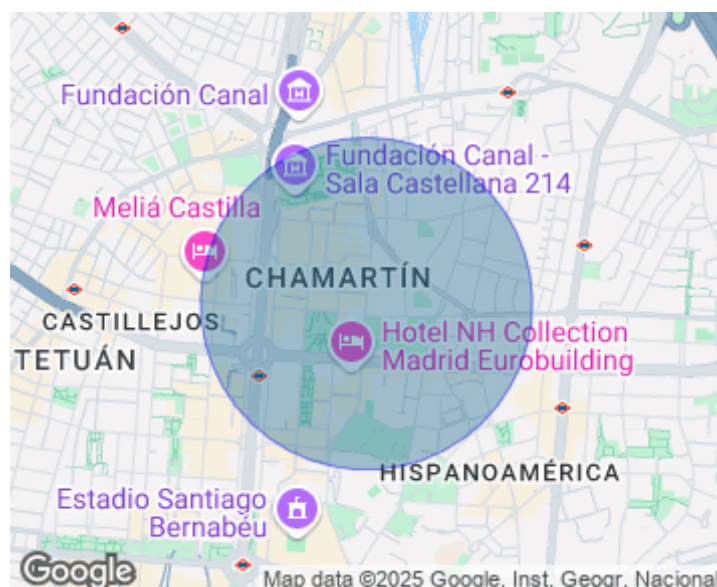 Fundación Canal
Fundación Canal -
Sala Castellana 214
Meliá Castilla
CHAMARTÍN
CASTILLEJOS
TETUÁN
Hotel NH Collection
Madrid Eurobuilding
HISPANOAMÉRICA
Estadio Santiago
Bernabéu
Google
Map data ©2025 Google, Inst. Geogr. Nacional